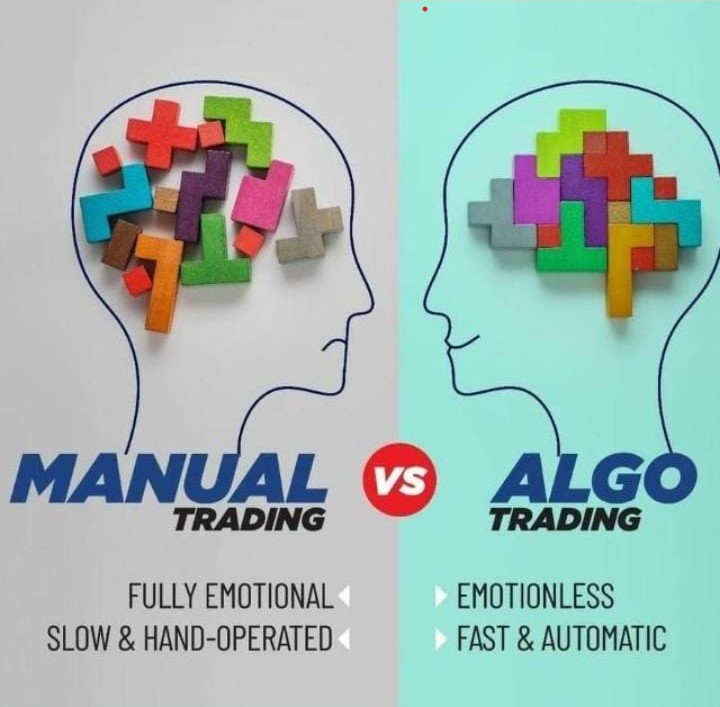 MANUAL
TRADING
VS
ALGO
TRADING
FULLY EMOTIONAL
SLOW & HAND-OPERATED
EMOTIONLESS
FAST & AUTOMATIC